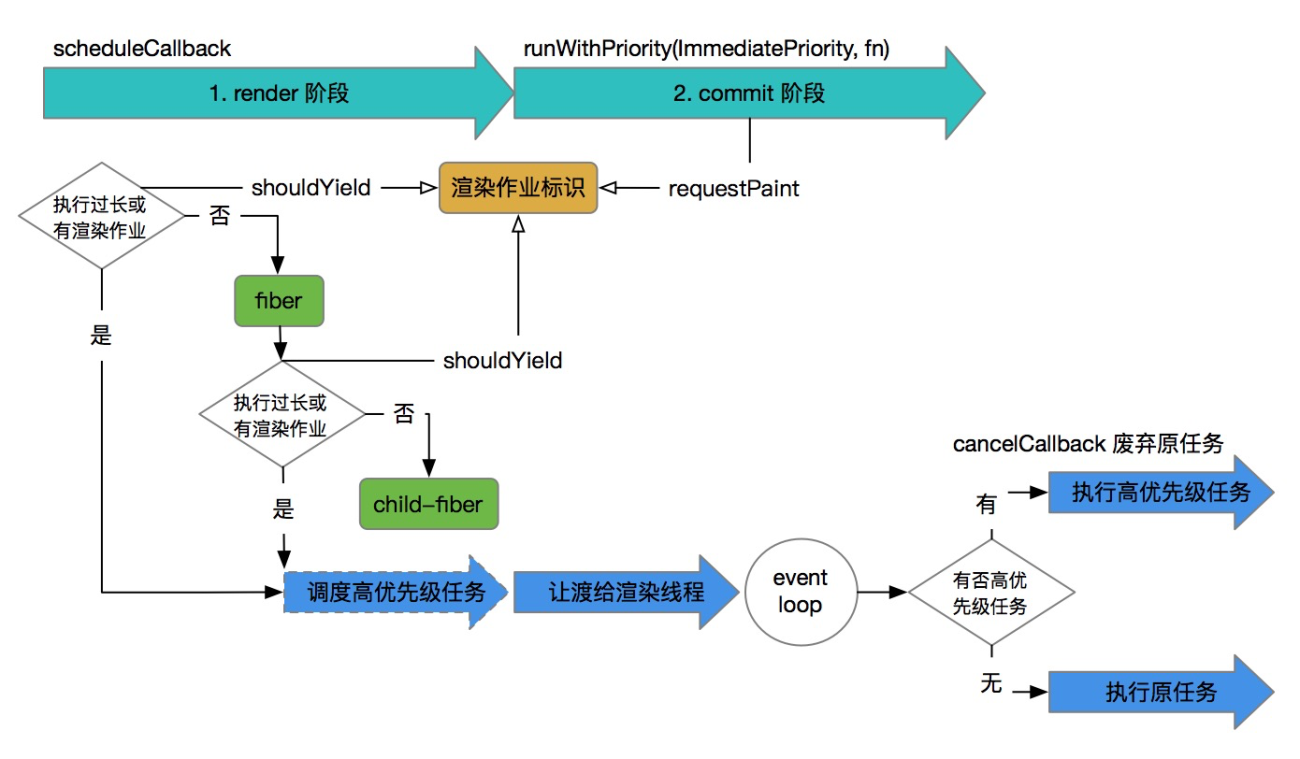 scheduleCallback
runWithPriority(ImmediatePriority, fn)
1. render 阶段
2. commit 阶段
执行过长或
有渲染作业
否
shouldYield
渲染作业标识
requestPaint
是
fiber
shouldYield
执行过长或
有渲染作业
否
是
child-fiber
调度高优先级任务
让渡给渲染线程
event
loop
有否高优
先级任务
cancelCallback 废弃原任务
有
执行高优先级任务
无
执行原任务